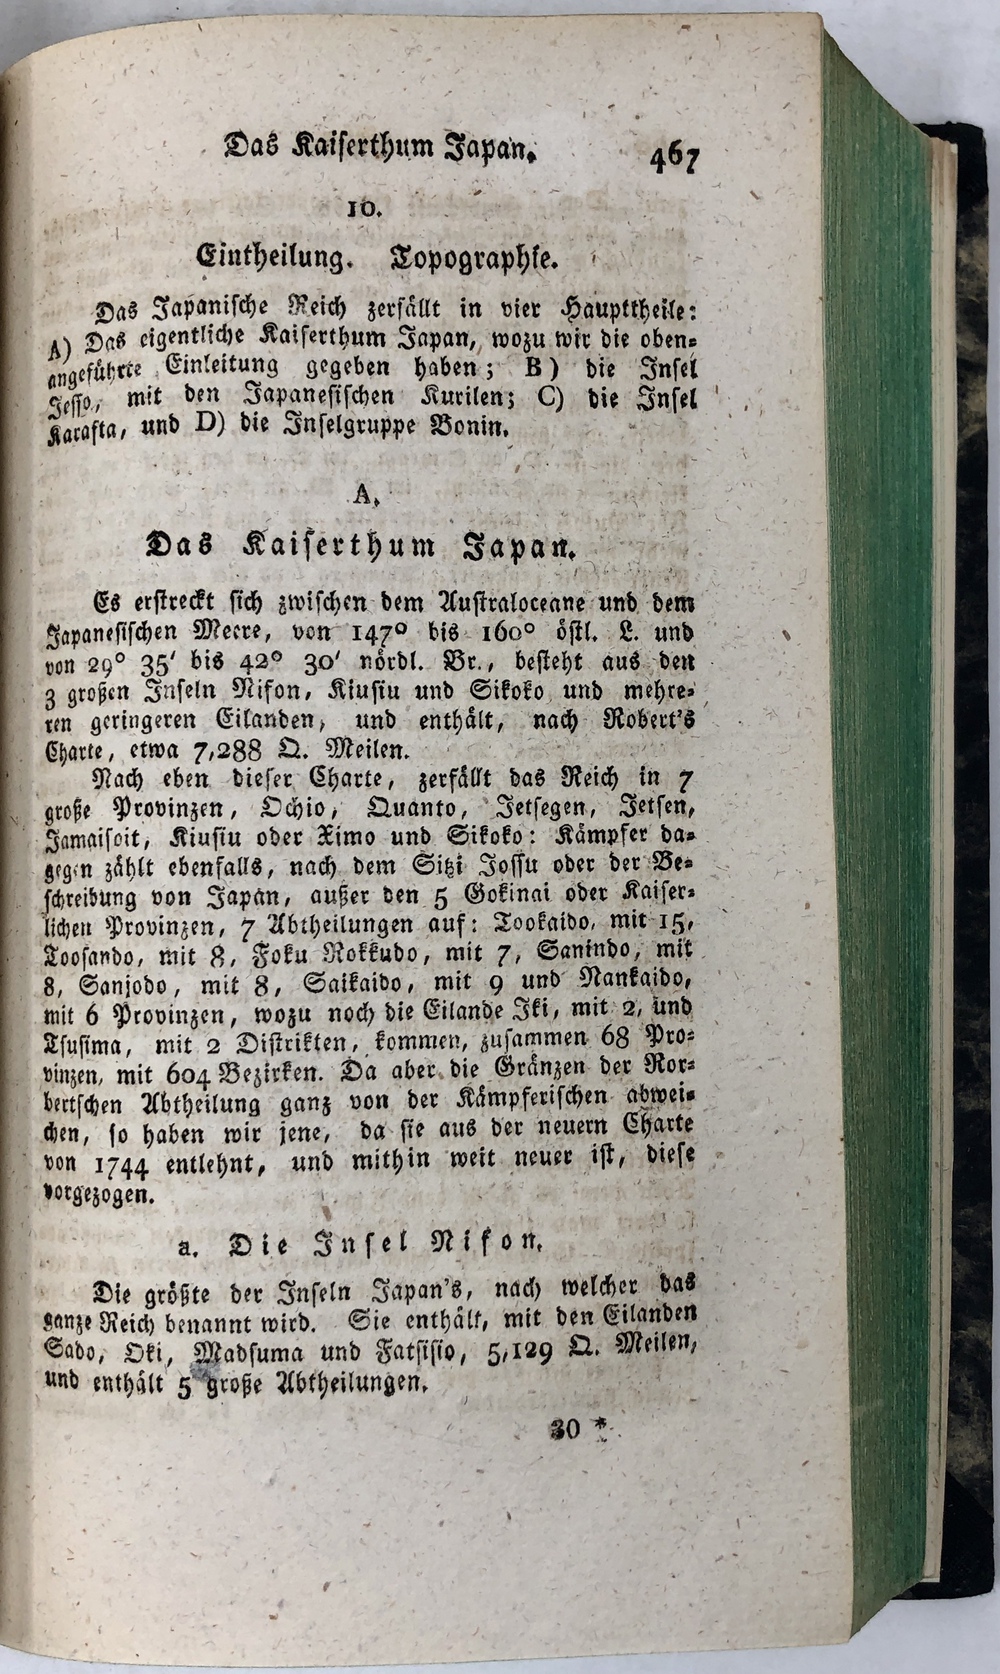 Das Kaiserthum Japan.
467
10.
Eintheilung. Topographie.
Das Japanische Reich zerfällt in vier Haupttheile:
A) Das eigentliche Kaiserthum Japan, wozu wir die oben-
angeführte Einleitung gegeben haben; B) die Insel
Jesso, mit den Japanesischen Kurilen; C) die Insel
Karafta, und D) die Inselgruppe Bonin.
A.
Das Kaiserthum Japan.
Es erstreckt sich zwischen dem Australoceane und dem
Japanesischen Meere, von 147° bis 160° östl. L. und
von 29° 35′ bis 42° 30′ nördl. Br., besteht aus den
3 großen Inseln Nifon, Kiusiu und Sikoko und mehre-
ren geringeren Eilanden, und enthält, nach Robert's
Charte, etwa 7,288 Q. Meilen.
Nach eben dieser Charte, zerfällt das Reich in 7
große Provinzen, Ochio, Quanto, Jetsegen, Jetsen,
Jamaisoit, Kiusiu oder Ximo und Sikoko: Kämpfer da-
gegen zählt ebenfalls, nach dem Sitzi Jossu oder der Be-
schreibung von Japan, außer den 5 Gokinai oder Kaiser-
lichen Provinzen, 7 Abtheilungen auf: Tookaido, mit 15,
Toosando, mit 8, Foku Rokkudo, mit 7, Sanindo, mit
8, Sanjodo, mit 8, Saikaido, mit 9 und Nankaido,
mit 6 Provinzen, wozu noch die Eilande Iki, mit 2, und
Tsusima, mit 2 Distrikten, kommen, zusammen 68 Pro-
vinzen, mit 604 Bezirken. Da aber die Gränzen der Ror-
bertschen Abtheilung ganz von der Kämpferischen abwei-
chen, so haben wir jene, da sie aus der neuern Charte
von 1744 entlehnt, und mithin weit neuer ist, diese
vorgezogen.
a. Die Insel Nifon.
Die größte der Inseln Japan's, nach welcher das
ganze Reich benannt wird. Sie enthält, mit den Eilanden
Sado, Oki, Madsuma und Fatsisio, 5,129 Q. Meilen,
und enthält 5 große Abtheilungen.
30 *